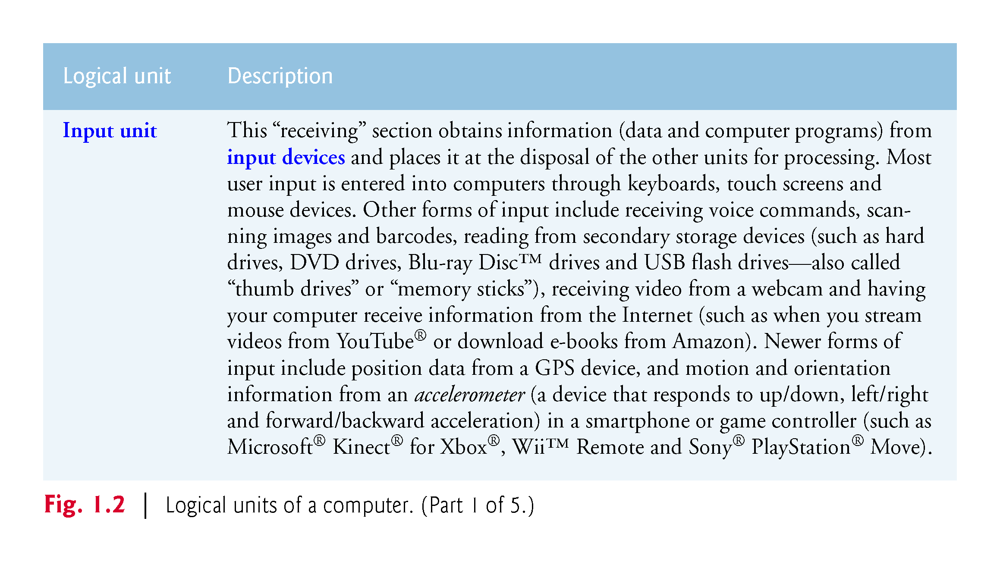 Logical unit Description
Input unit This “receiving” section obtains information (data and computer programs) from
input devices and places it at the disposal of the other units for processing. Most
user input is entered into computers through keyboards, touch screens and
mouse devices. Other forms of input include receiving voice commands, scan-
ning images and barcodes, reading from secondary storage devices (such as hard
drives, DVD drives, Blu-ray Disc™ drives and USB flash drives—also called
“thumb drives” or “memory sticks”), receiving video from a webcam and having
your computer receive information from the Internet (such as when you stream
videos from YouTube® or download e-books from Amazon). Newer forms of
input include position data from a GPS device, and motion and orientation
information from an accelerometer (a device that responds to up/down, left/right
and forward/backward acceleration) in a smartphone or game controller (such as
Microsoft® Kinect® for Xbox®, Wii™ Remote and Sony® PlayStation® Move).
Fig. 1.2 | Logical units of a computer. (Part 1 of 5.)